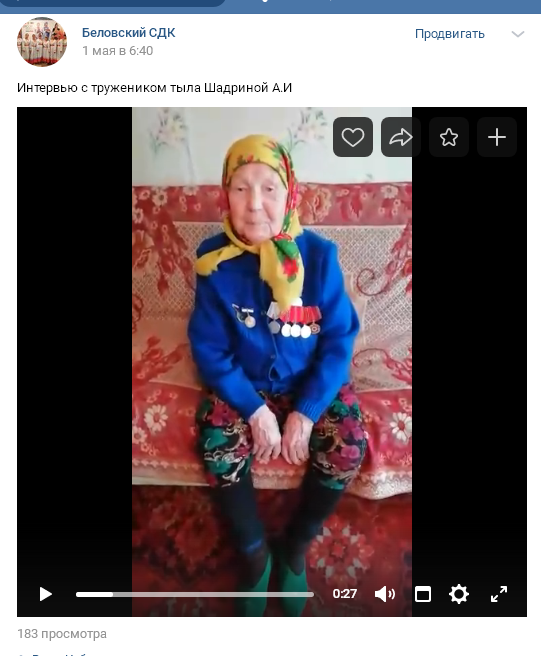 Беловский СДК
Продвигать
1 мая в 6:40
Интервью с тружеником тыла Шадриной А.И
0:27
183 просмотра